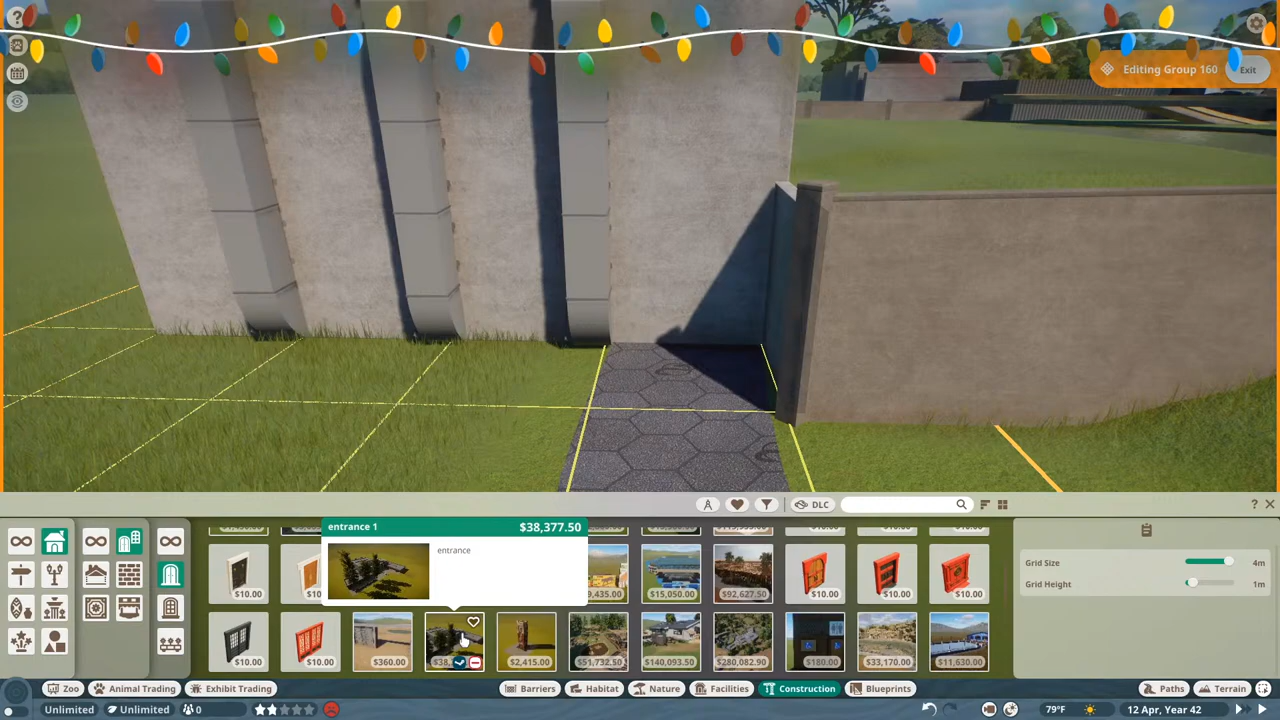 ?
Editing Group 160
Exit
DLC
?
entrance 1
$38,377.50
entrance
$10.00
$15,050.00
$92,627.50
$10.00
$10.00
$10.00
$10.00
$10.00
$360.00
$2,415.00
$51,732.50
$140,093.50
$280,082.90
$180.00
$33,170.00
$11,630.00
Grid Size
4m
Grid Height
1m
Zoo
Animal Trading
Exhibit Trading
Barriers
Habitat
Nature
Facilities
Construction
Blueprints
Paths
Terrain
Unlimited
Unlimited
0
79°F
12 Apr, Year 42